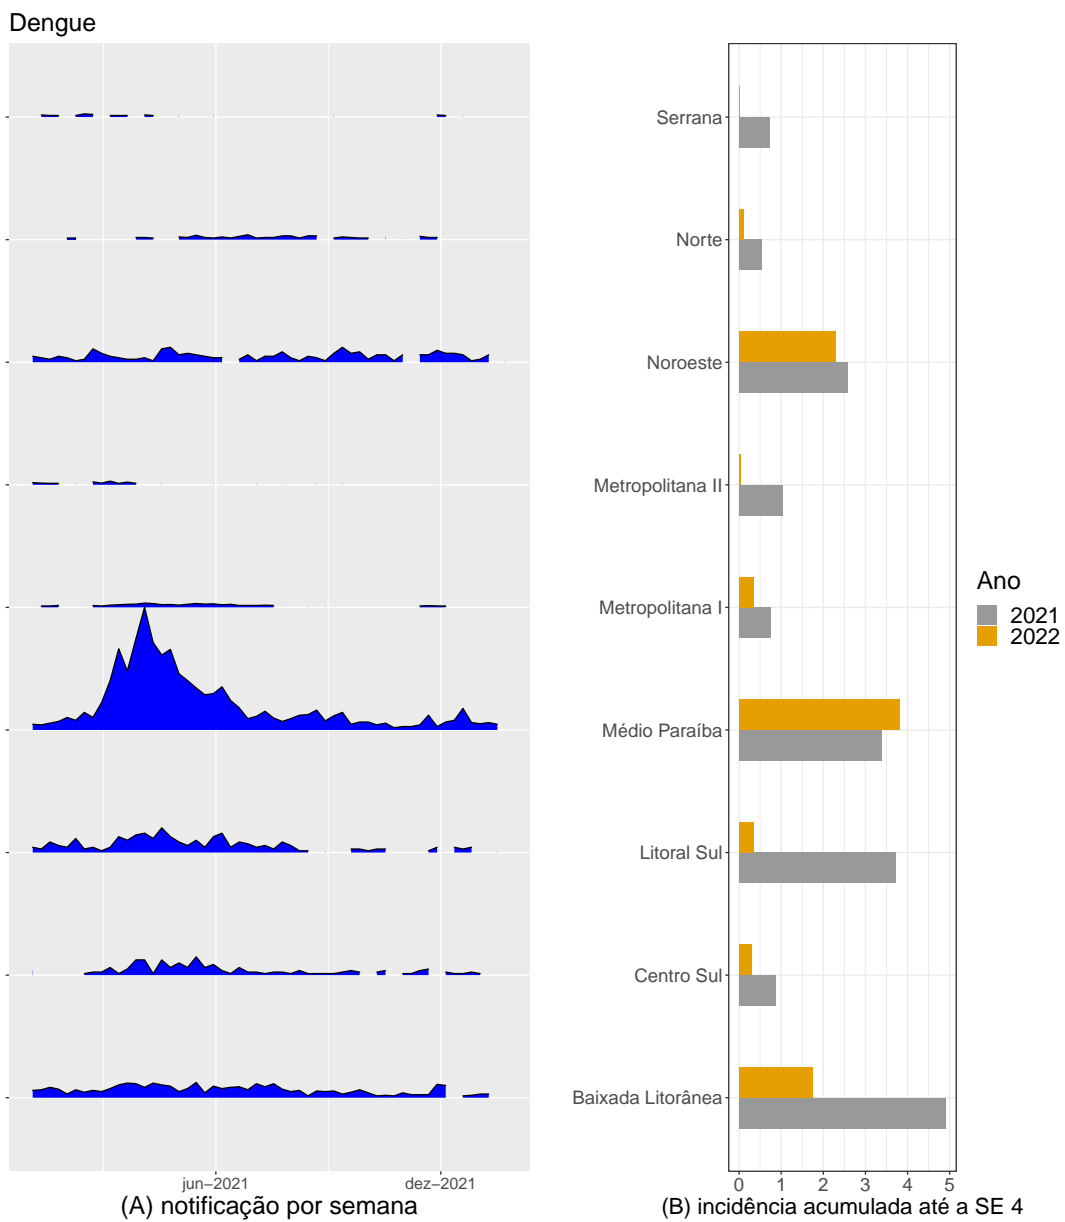 Dengue
Serrana
Norte
Noroeste
Metropolitana II
Metropolitana I
Médio Paraíba
Litoral Sul
Centro Sul
Baixada Litorânea
jun–2021
dez–2021
(A) notificação por semana
0 1 2 3 4 5
(B) incidência acumulada até a SE 4
Ano
2021
2022